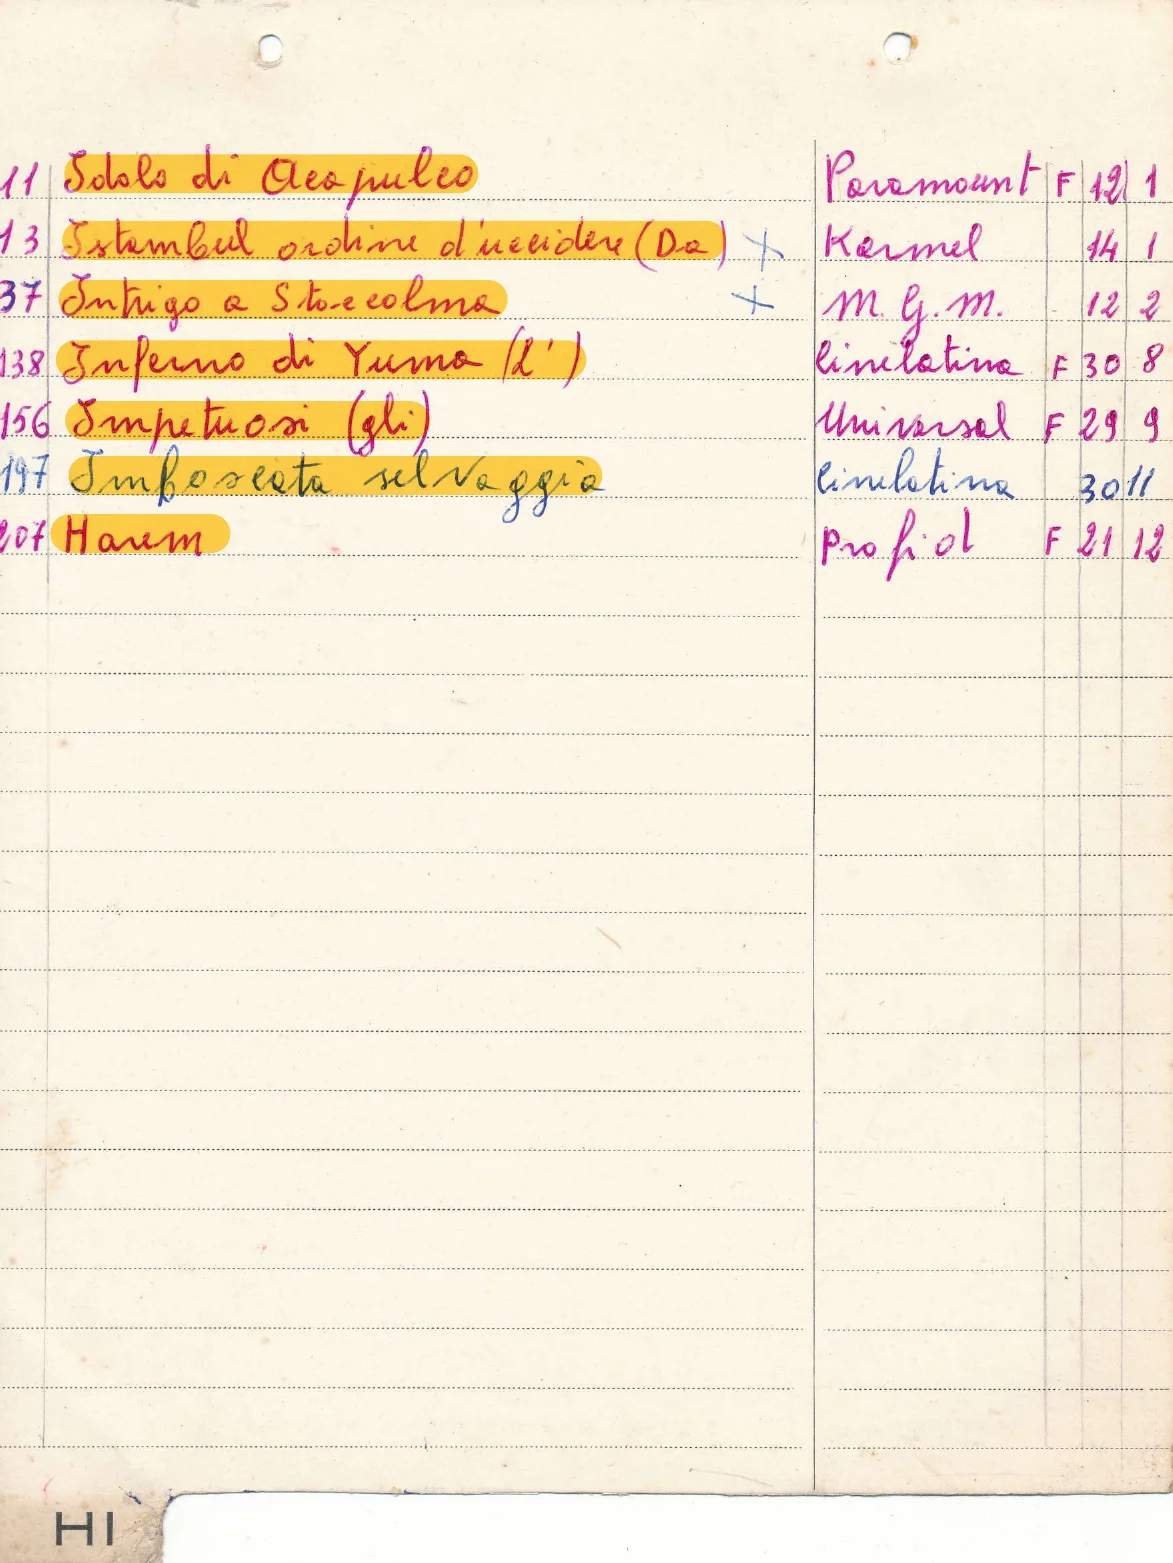 11 Idolo di Acapulco Paramount F 12 1
13 Istambul ordine d'uccidere (Da) + Karmel 14 1
37 Intrigo a Stoccolma + M. G. M. 12 2
138 Inferno di Yuma (l') Cinelatina F 30 8
156 Impetuosi (gli) Universal F 29 9
197 Imboscata selvaggia Cinelatina 30 11
207 Harem F 21 12
HI